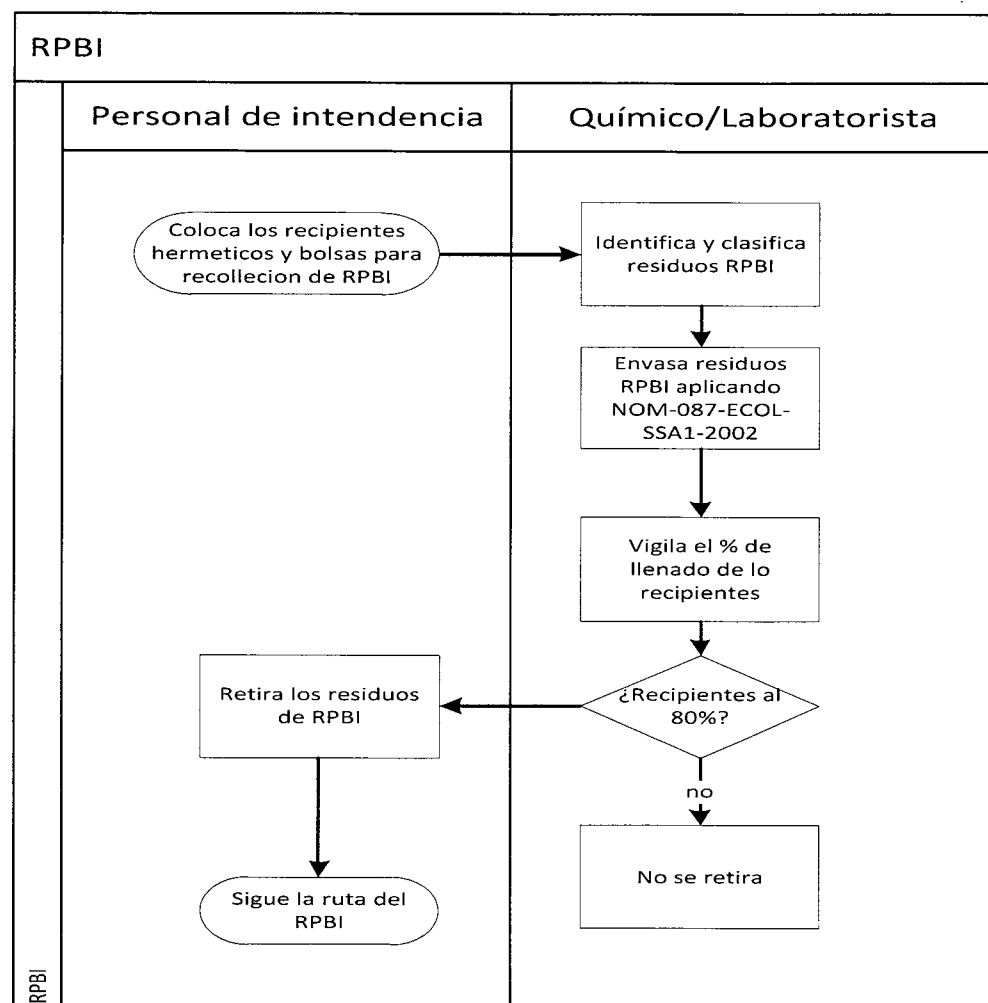 RPBI
Personal de intendencia
Químico/Laboratorista
Coloca los recipientes
hermeticos y bolsas para
recollecion de RPBI
Identifica y clasifica
residuos RPBI
Envasa residuos
RPBI aplicando
NOM-087-ECOL-
SSA1-2002
Vigila el % de
llenado de lo
recipientes
¿Recipientes al
80%?
Retira los residuos
de RPBI
no
No se retira
Sigue la ruta del
RPBI
RPBI